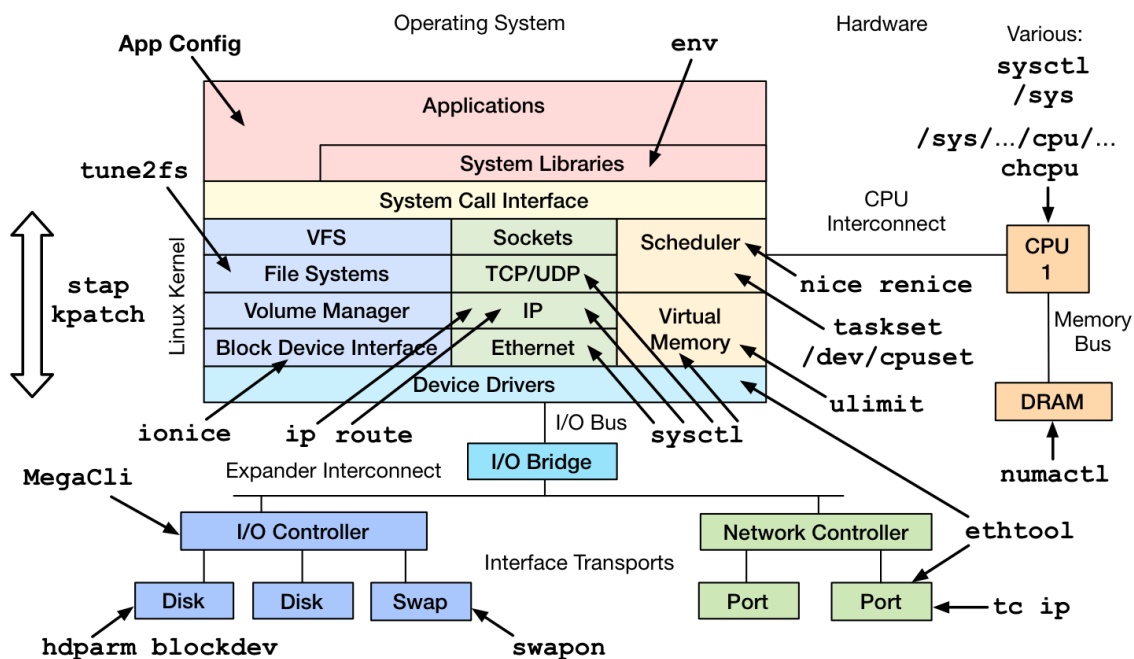 Operating System
Hardware
App Config
env
Various:
sysctl
/sys
Applications
/sys/…/cpu/…
chcpu
System Libraries
tune2fs
System Call Interface
CPU
Interconnect
VFS
Sockets
Scheduler
CPU
1
File Systems
TCP/UDP
nice renice
stap
kpatch
Linux Kernel
Volume Manager
IP
Virtual
Memory
taskset
/dev/cpuset
Memory
Bus
Block Device Interface
Ethernet
Device Drivers
ulimit
DRAM
ionice
ip route
I/O Bus
sysctl
Expander Interconnect
I/O Bridge
numactl
MegaCli
I/O Controller
Network Controller
ethtool
Interface Transports
Disk
Disk
Swap
Port
Port
tc ip
hdparm blockdev
swapon